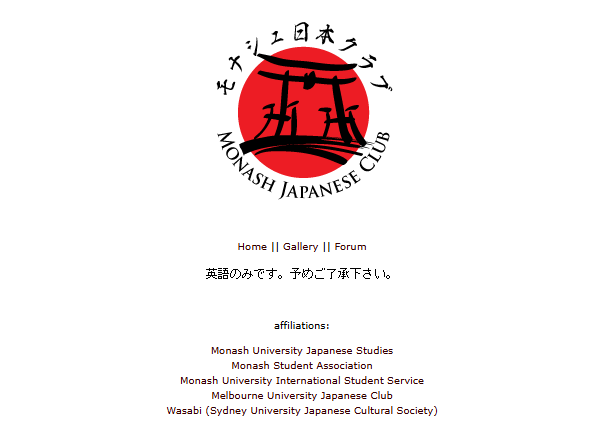 モナシュ日本クラブ
MONASH JAPANESE CLUB
Home || Gallery || Forum
英語のみです。予めご了承下さい。
affiliations:
Monash University Japanese Studies
Monash Student Association
Monash University International Student Service
Melbourne University Japanese Club
Wasabi (Sydney University Japanese Cultural Society)